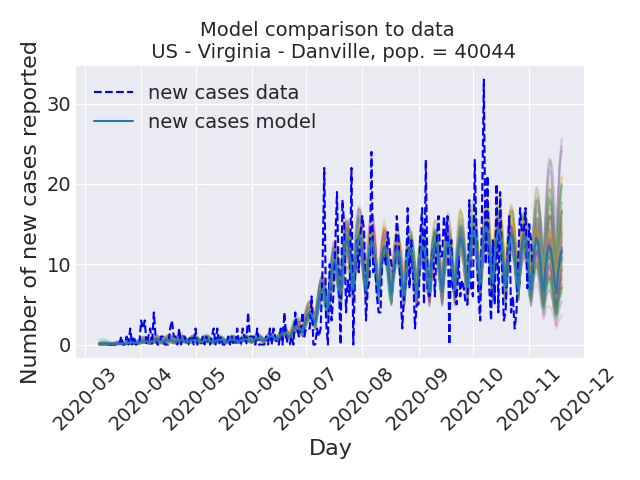 Model comparison to data
US - Virginia - Danville, pop. = 40044
Number of new cases reported
30
20
10
0
new cases data
new cases model
2020-03
2020-04
2020-05
2020-06
2020-07
2020-08
2020-09
2020-10
2020-11
2020-12
Day